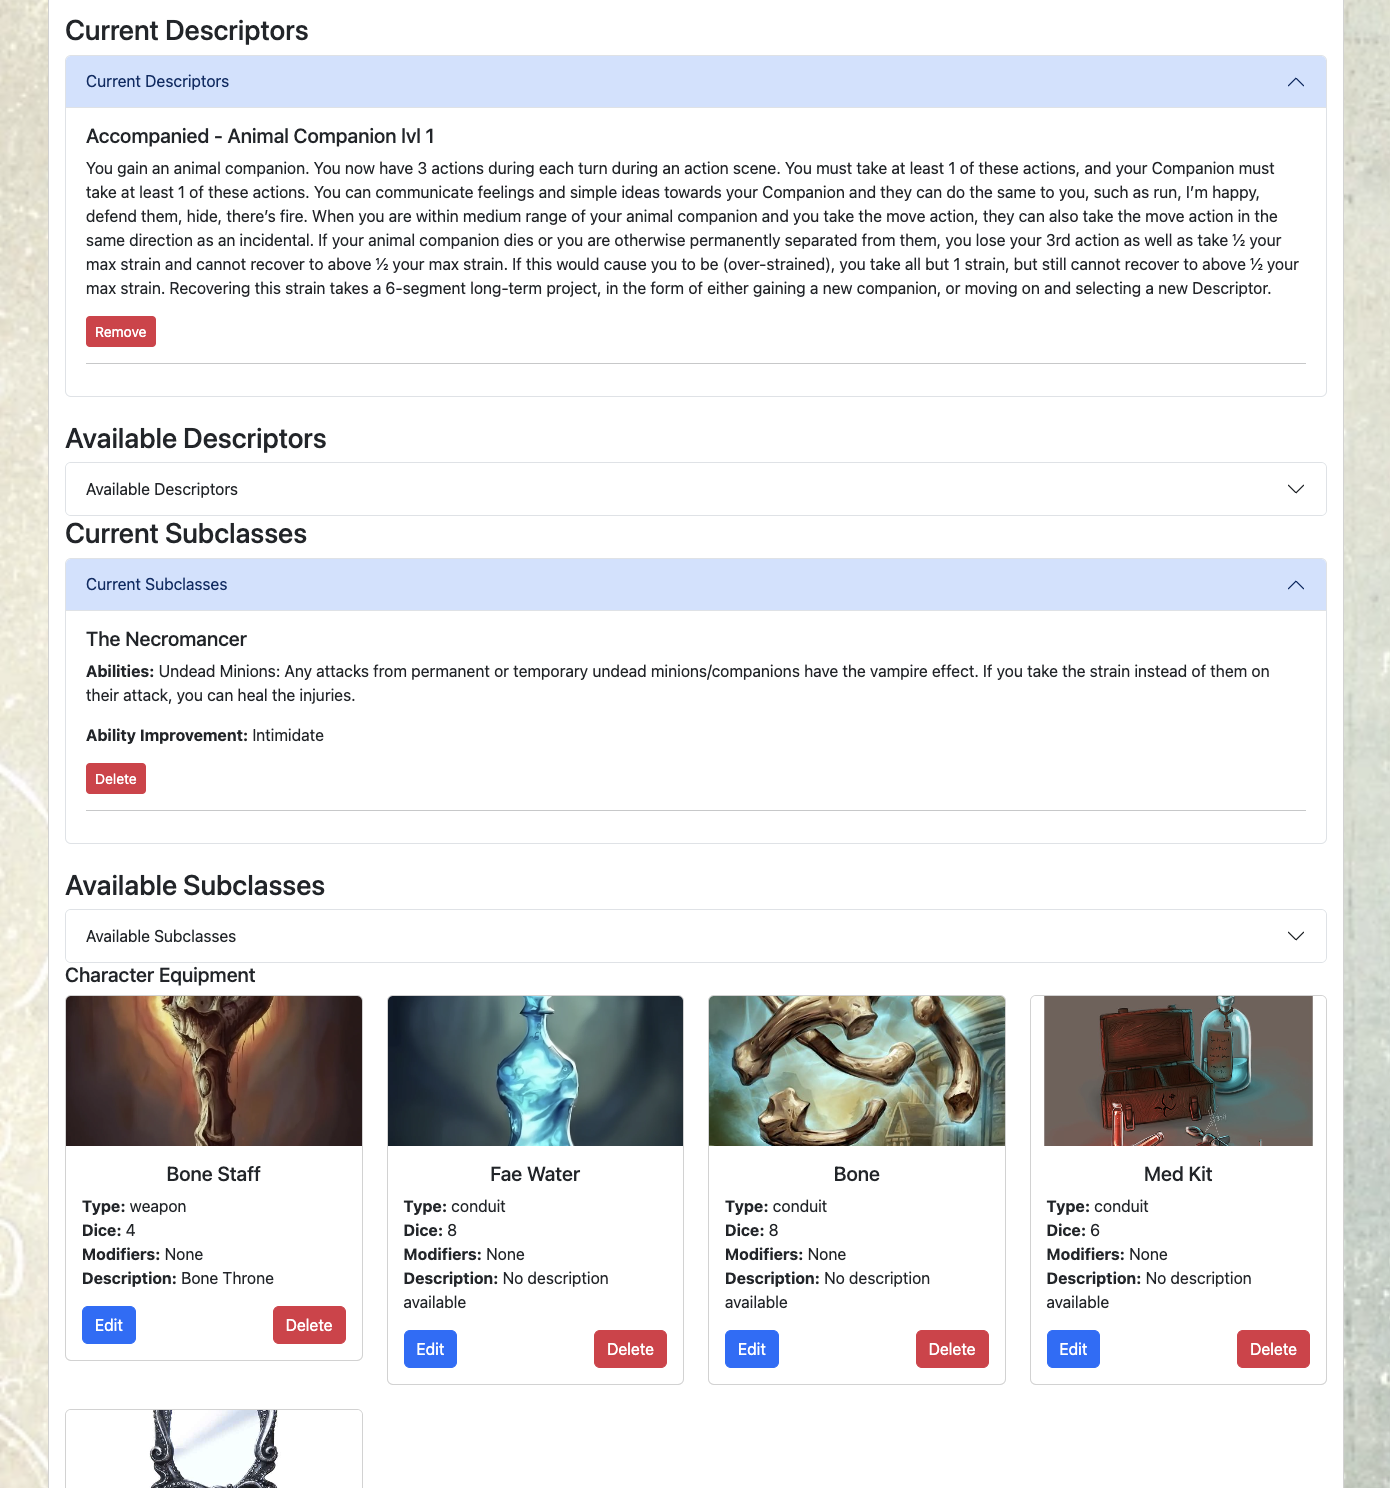 Current Descriptors
Current Descriptors
Accompanied - Animal Companion lvl 1
You gain an animal companion. You now have 3 actions during each turn during an action scene. You must take at least 1 of these actions, and your Companion must
take at least 1 of these actions. You can communicate feelings and simple ideas towards your Companion and they can do the same to you, such as run, I’m happy,
defend them, hide, there’s fire. When you are within medium range of your animal companion and you take the move action, they can also take the move action in the
same direction as an incidental. If your animal companion dies or you are otherwise permanently separated from them, you lose your 3rd action as well as take ½ your
max strain and cannot recover to above ½ your max strain. If this would cause you to be (over-strained), you take all but 1 strain, but still cannot recover to above ½ your
max strain. Recovering this strain takes a 6-segment long-term project, in the form of either gaining a new companion, or moving on and selecting a new Descriptor.
Remove
Available Descriptors
Available Descriptors
Current Subclasses
Current Subclasses
The Necromancer
Abilities: Undead Minions: Any attacks from permanent or temporary undead minions/companions have the vampire effect. If you take the strain instead of them on
their attack, you can heal the injuries.
Ability Improvement: Intimidate
Delete
Available Subclasses
Available Subclasses
Character Equipment
Bone Staff
Type: weapon
Dice: 4
Modifiers: None
Description: Bone Throne
Edit
Delete
Fae Water
Type: conduit
Dice: 8
Modifiers: None
Description: No description
available
Edit
Delete
Bone
Type: conduit
Dice: 8
Modifiers: None
Description: No description
available
Edit
Delete
Med Kit
Type: conduit
Dice: 6
Modifiers: None
Description: No description
available
Edit
Delete